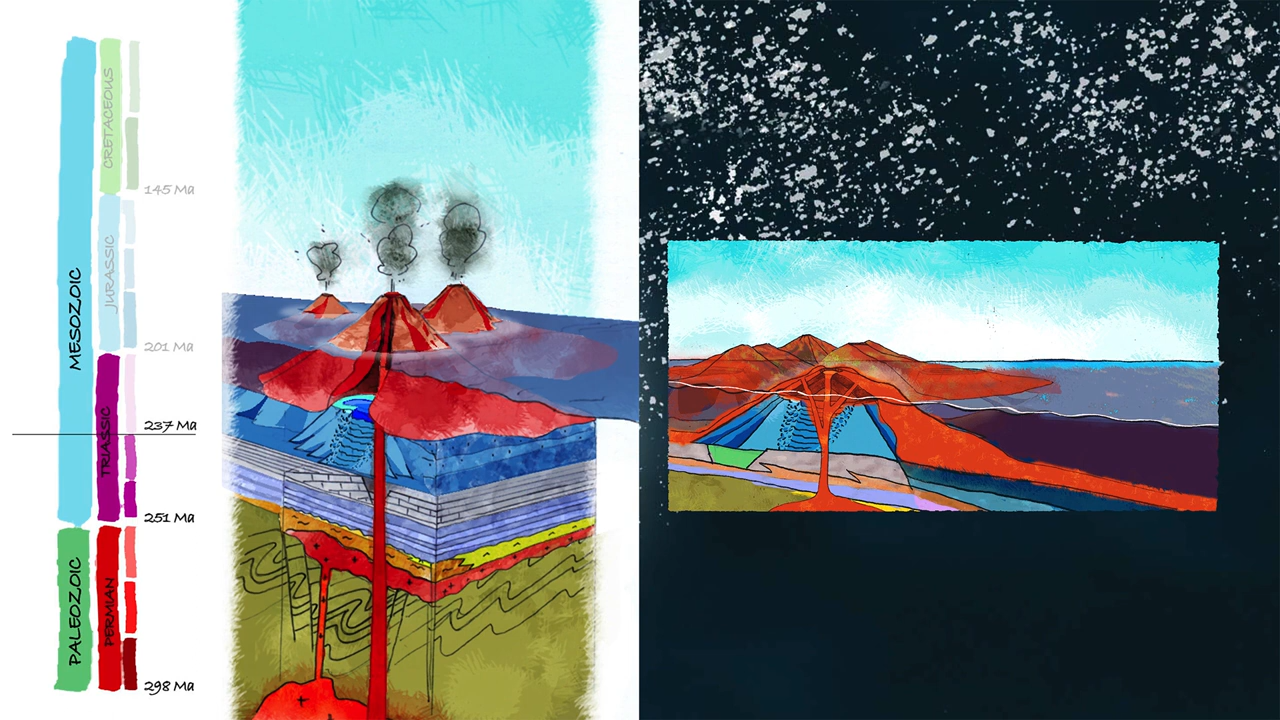 MESOZOIC
PALEOZOIC
CRETACEOUS
JURASSIC
TRIASSIC
PERMIAN
145 Ma
201 Ma
237 Ma
251 Ma
298 Ma